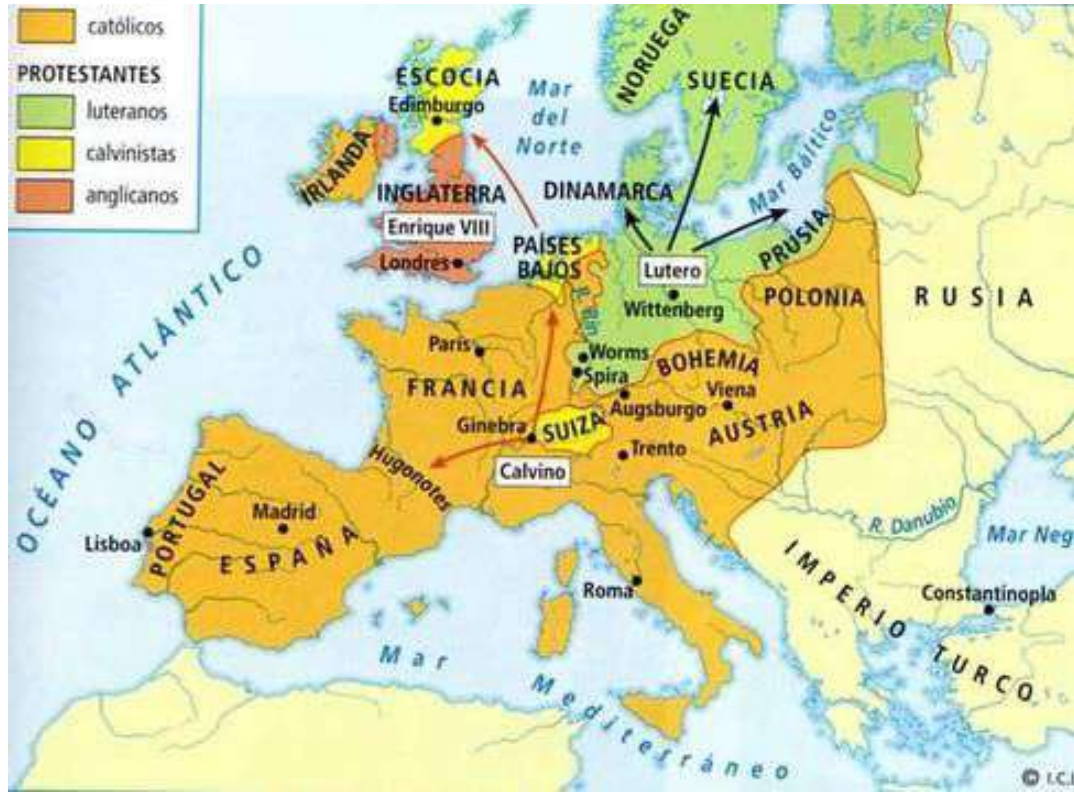 católicos
PROTESTANTES
luteranos
calvinistas
anglicanos
NORUEGA
SUECIA
ESCOCIA
Edimburgo
Mar
del
Norte
Mar Báltico
IRLANDA
INGLATERRA
Enrique VIII
Londres
DINAMARCA
PAÍSES
BAJOS
R. Rin
Lutero
Wittenberg
PRUSIA
POLONIA
RUSIA
OCÉANO ATLÁNTICO
París
FRANCIA
Worms
Spira
BOHEMIA
Viena
Augsburgo
AUSTRIA
Ginebra
SUIZA
Trento
Calvino
Hugonotes
PORTUGAL
Lisboa
Madrid
ESPAÑA
Roma
R. Danubio
Mar Neg
IMPERIO TURCO
Constantinopla
Mar Mediterráneo